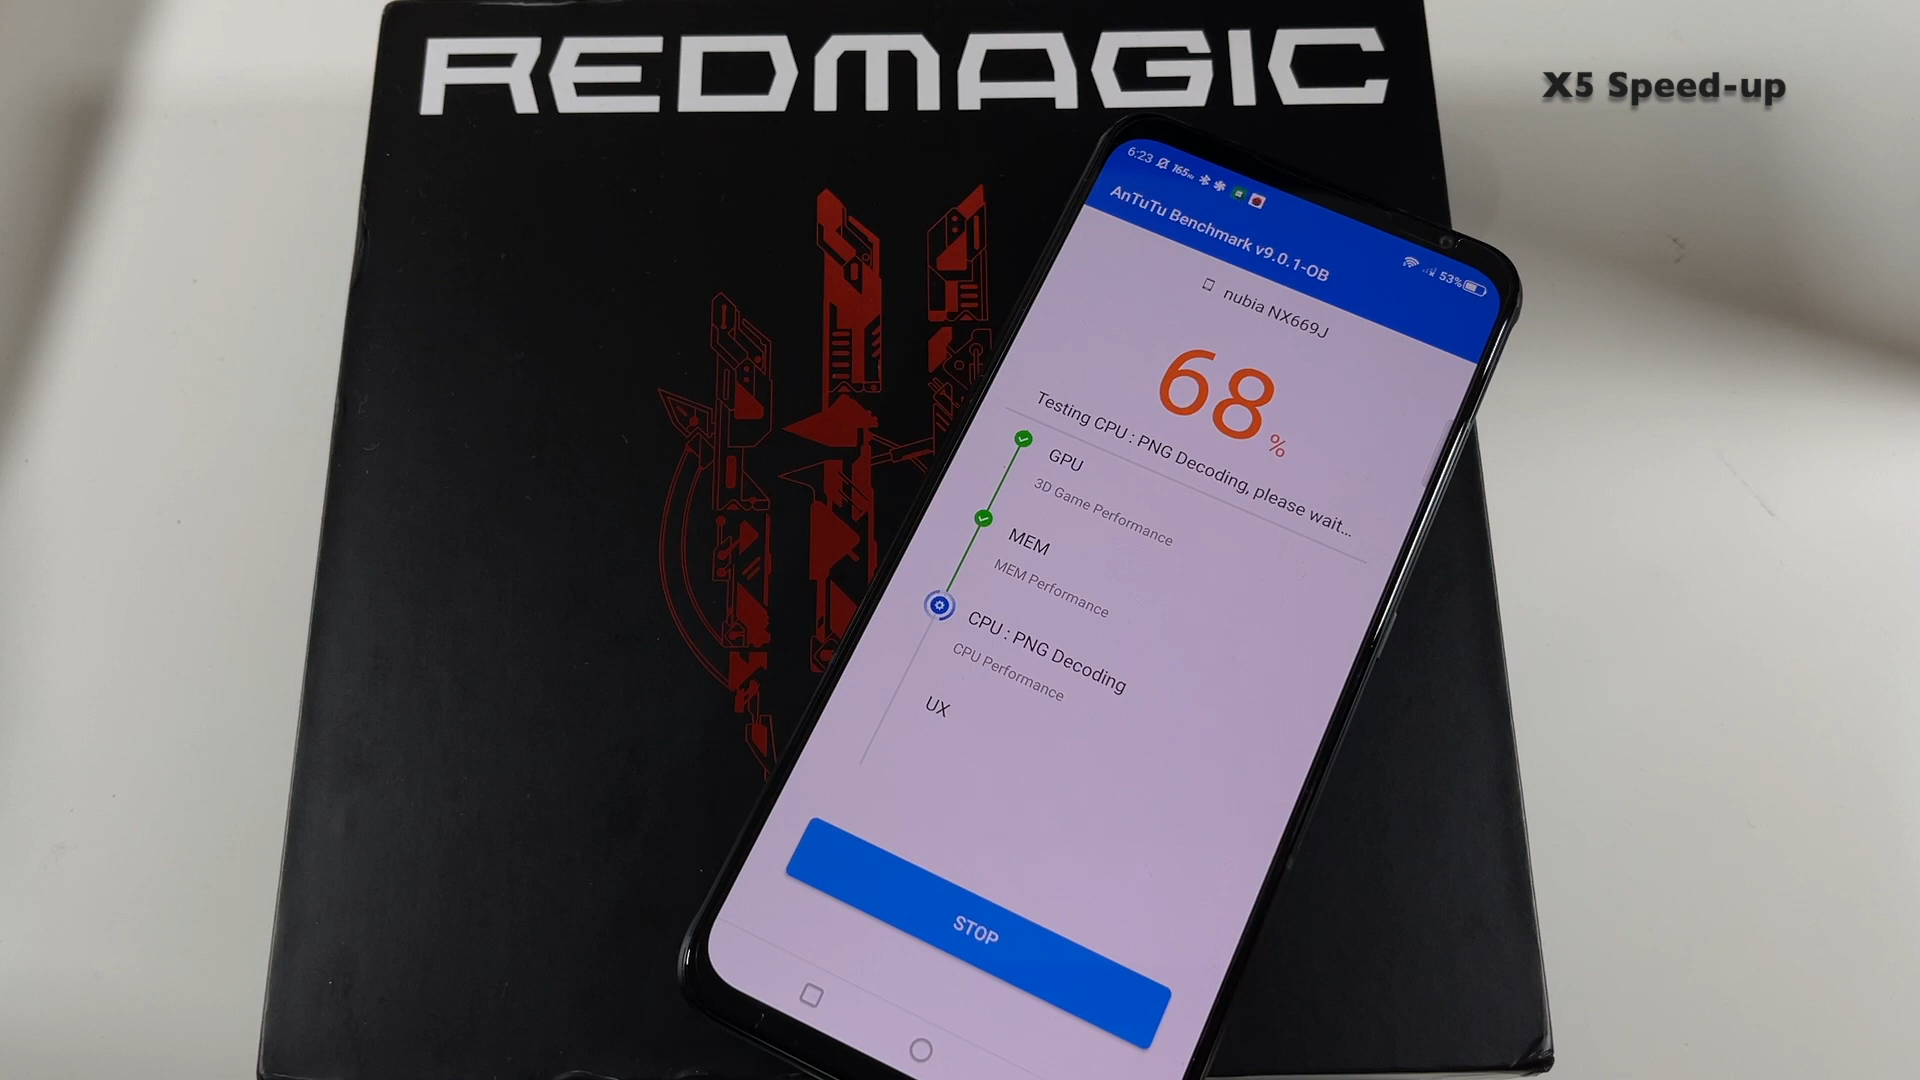 REDMAGIC
X5 Speed-up
6:23 165Hz 53%
AnTuTu Benchmark v9.0.1-OB
nubia NX669J
68%
Testing CPU : PNG Decoding, please wait...
GPU
3D Game Performance
MEM
MEM Performance
CPU : PNG Decoding
CPU Performance
UX
STOP